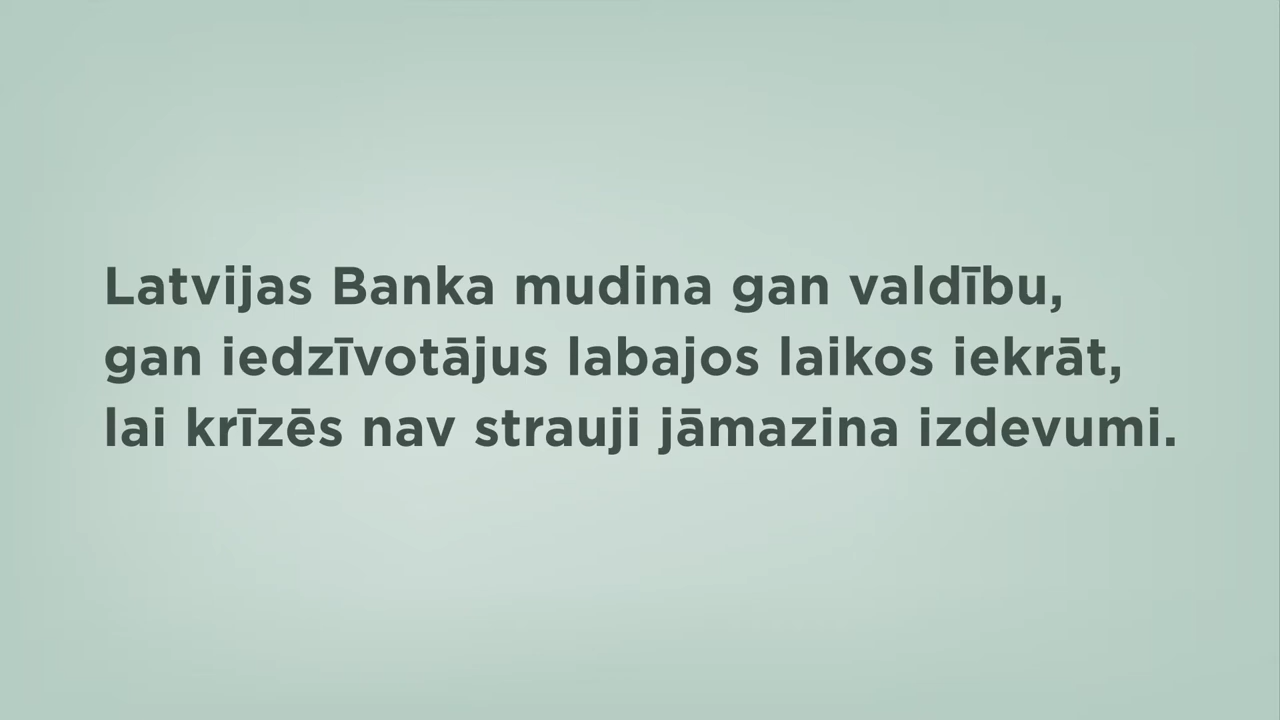 Latvijas Banka mudina gan valdību,
gan iedzīvotājus labajos laikos iekrāt,
lai krīzēs nav strauji jāmazina izdevumi.